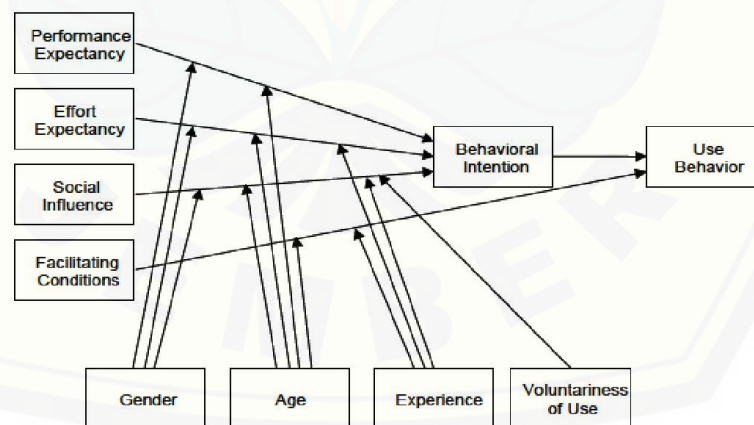 Performance
Expectancy
Effort
Expectancy
Social
Influence
Facilitating
Conditions
Behavioral
Intention
Use
Behavior
Gender
Age
Experience
Voluntariness
of Use